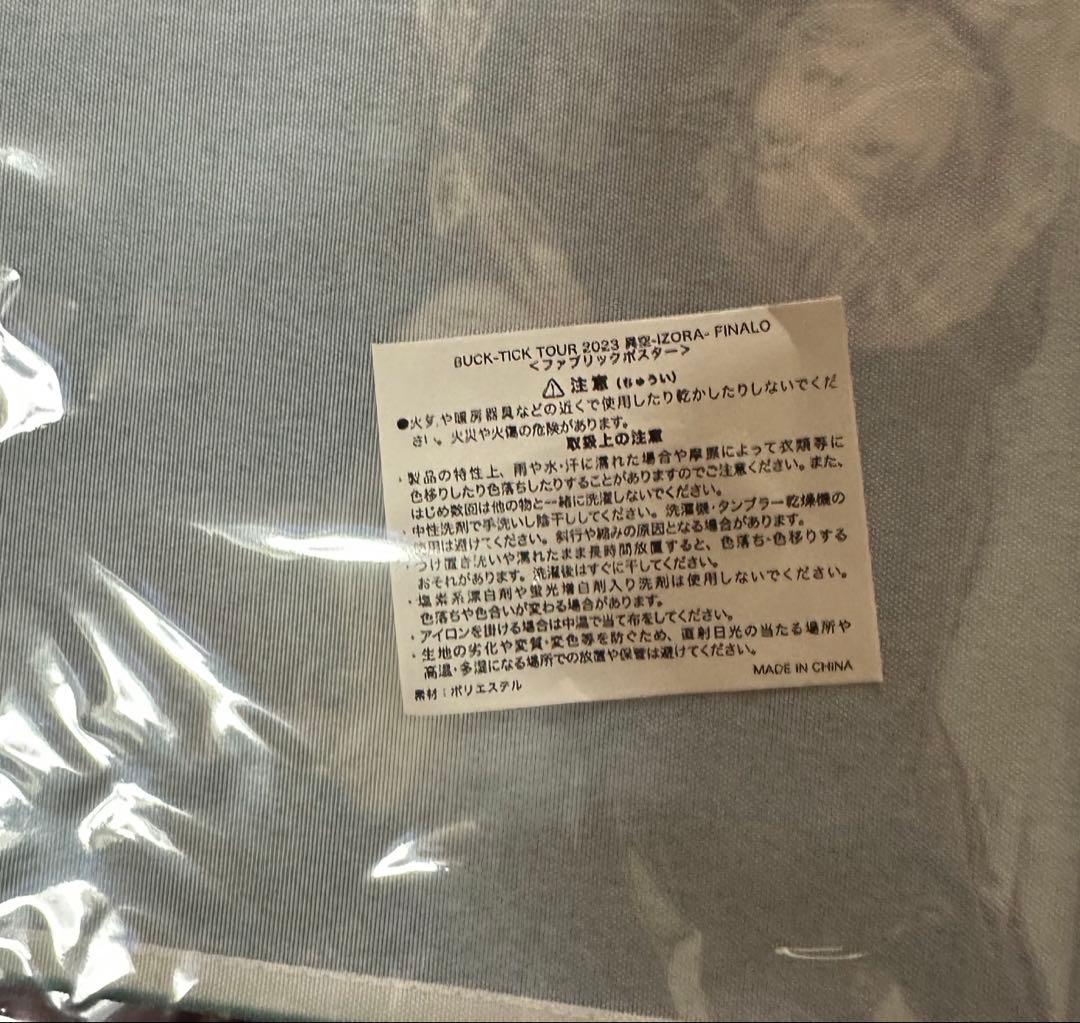 BUCK-TICK TOUR 2023 異空-IZORA- FINALO
<ファブリックポスター>
⚠ 注意 (ちゅうい)
●火気や暖房器具などの近くで使用したり乾かしたりしないでくだ
さい。火災や火傷の危険があります。
取扱上の注意
・製品の特性上、雨や水・汗に濡れた場合や摩擦によって衣類等に
色移りしたり色落ちしたりすることがありますのでご注意ください。また、
はじめ数回は他の物と一緒に洗濯しないでください。
・中性洗剤で手洗いし陰干ししてください。洗濯機・タンブラー乾燥機の
使用は避けてください。斜行や縮みの原因となる場合があります。
・つけ置き洗いや濡れたまま長時間放置すると、色落ち・色移りする
おそれがあります。洗濯後はすぐに干してください。
・塩素系漂白剤や蛍光増白剤入り洗剤は使用しないでください。
色落ちや色合いが変わる場合があります。
・アイロンを掛ける場合は中温で当て布をしてください。
・生地の劣化や変質・変色等を防ぐため、直射日光の当たる場所や
高温・多湿になる場所での放置や保管は避けてください。
素材：ポリエステル
MADE IN CHINA